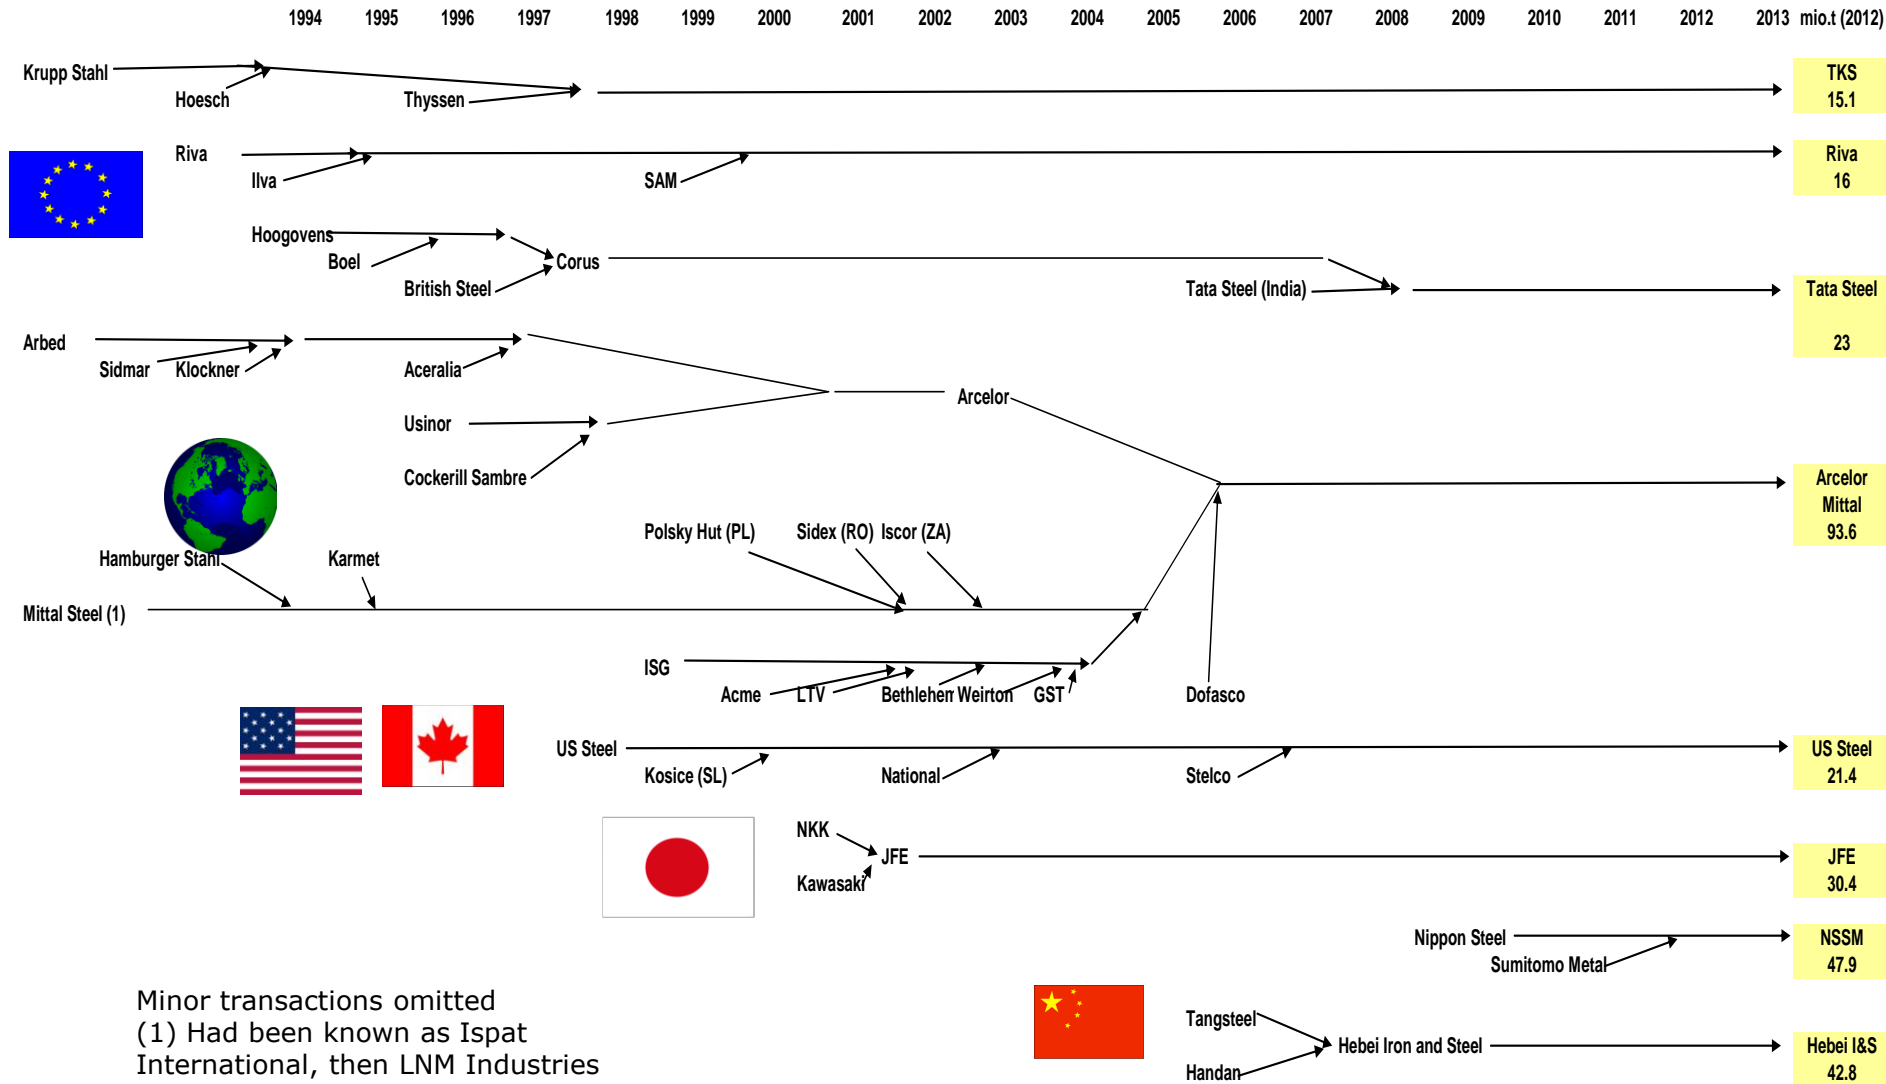 1994 1995 1996 1997 1998 1999 2000 2001 2002 2003 2004 2005 2006 2007 2008 2009 2010 2011 2012 2013 mio.t (2012)
Krupp Stahl
Hoesch
Thyssen
TKS
15.1
Riva
Ilva
SAM
Riva
16
Hoogovens
Boel
British Steel
Corus
Tata Steel (India)
Tata Steel
23
Arbed
Sidmar
Klockner
Aceralia
Usinor
Cockerill Sambre
Arcelor
Arcelor
Mittal
93.6
Hamburger Stahl
Karmet
Polsky Hut (PL)
Sidex (RO)
Iscor (ZA)
Mittal Steel (1)
ISG
Acme
LTV
Bethlehem
Weirton
GST
Dofasco
US Steel
Kosice (SL)
National
Stelco
US Steel
21.4
NKK
Kawasaki
JFE
JFE
30.4
Nippon Steel
Sumitomo Metal
NSSM
47.9
Tangsteel
Handan
Hebei Iron and Steel
Hebei I&S
42.8
Minor transactions omitted
(1) Had been known as Ispat
International, then LNM Industries